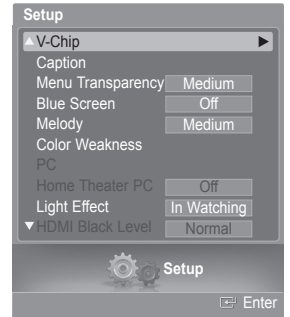 Setup
V-Chip
Caption
Menu Transparency Medium
Blue Screen Off
Melody Medium
Color Weakness
PC
Home Theater PC Off
Light Effect In Watching
HDMI Black Level Normal
Setup
Enter